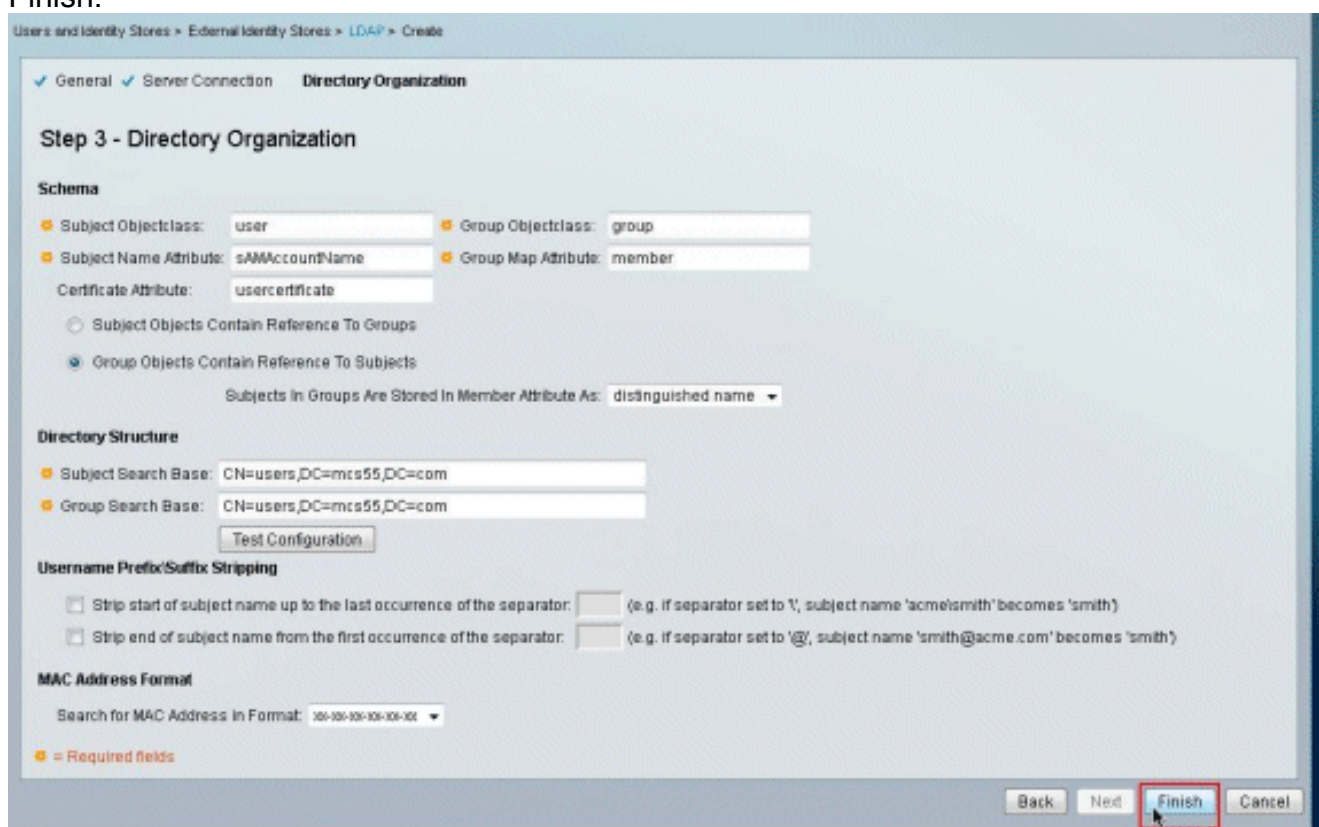 Finish.
Users and Identity Stores > External Identity Stores > LDAP > Create
General Server Connection Directory Organization
Step 3 - Directory Organization
Schema
Subject Objectclass: user Group Objectclass: group
Subject Name Attribute: sAMAccountName Group Map Attribute: member
Certificate Attribute: usercertificate
Subject Objects Contain Reference To Groups
Group Objects Contain Reference To Subjects
Subjects In Groups Are Stored In Member Attribute As: distinguished name
Directory Structure
Subject Search Base: CN=users,DC=mcs55,DC=com
Group Search Base: CN=users,DC=mcs55,DC=com
Test Configuration
Username Prefix\Suffix Stripping
Strip start of subject name up to the last occurrence of the separator: (e.g. if separator set to '\', subject name 'acme\smith' becomes 'smith')
Strip end of subject name from the first occurrence of the separator: (e.g. if separator set to '@', subject name 'smith@acme.com' becomes 'smith')
MAC Address Format
Search for MAC Address in Format: xx-xx-xx-xx-xx-xx
= Required fields
Back Next Finish Cancel